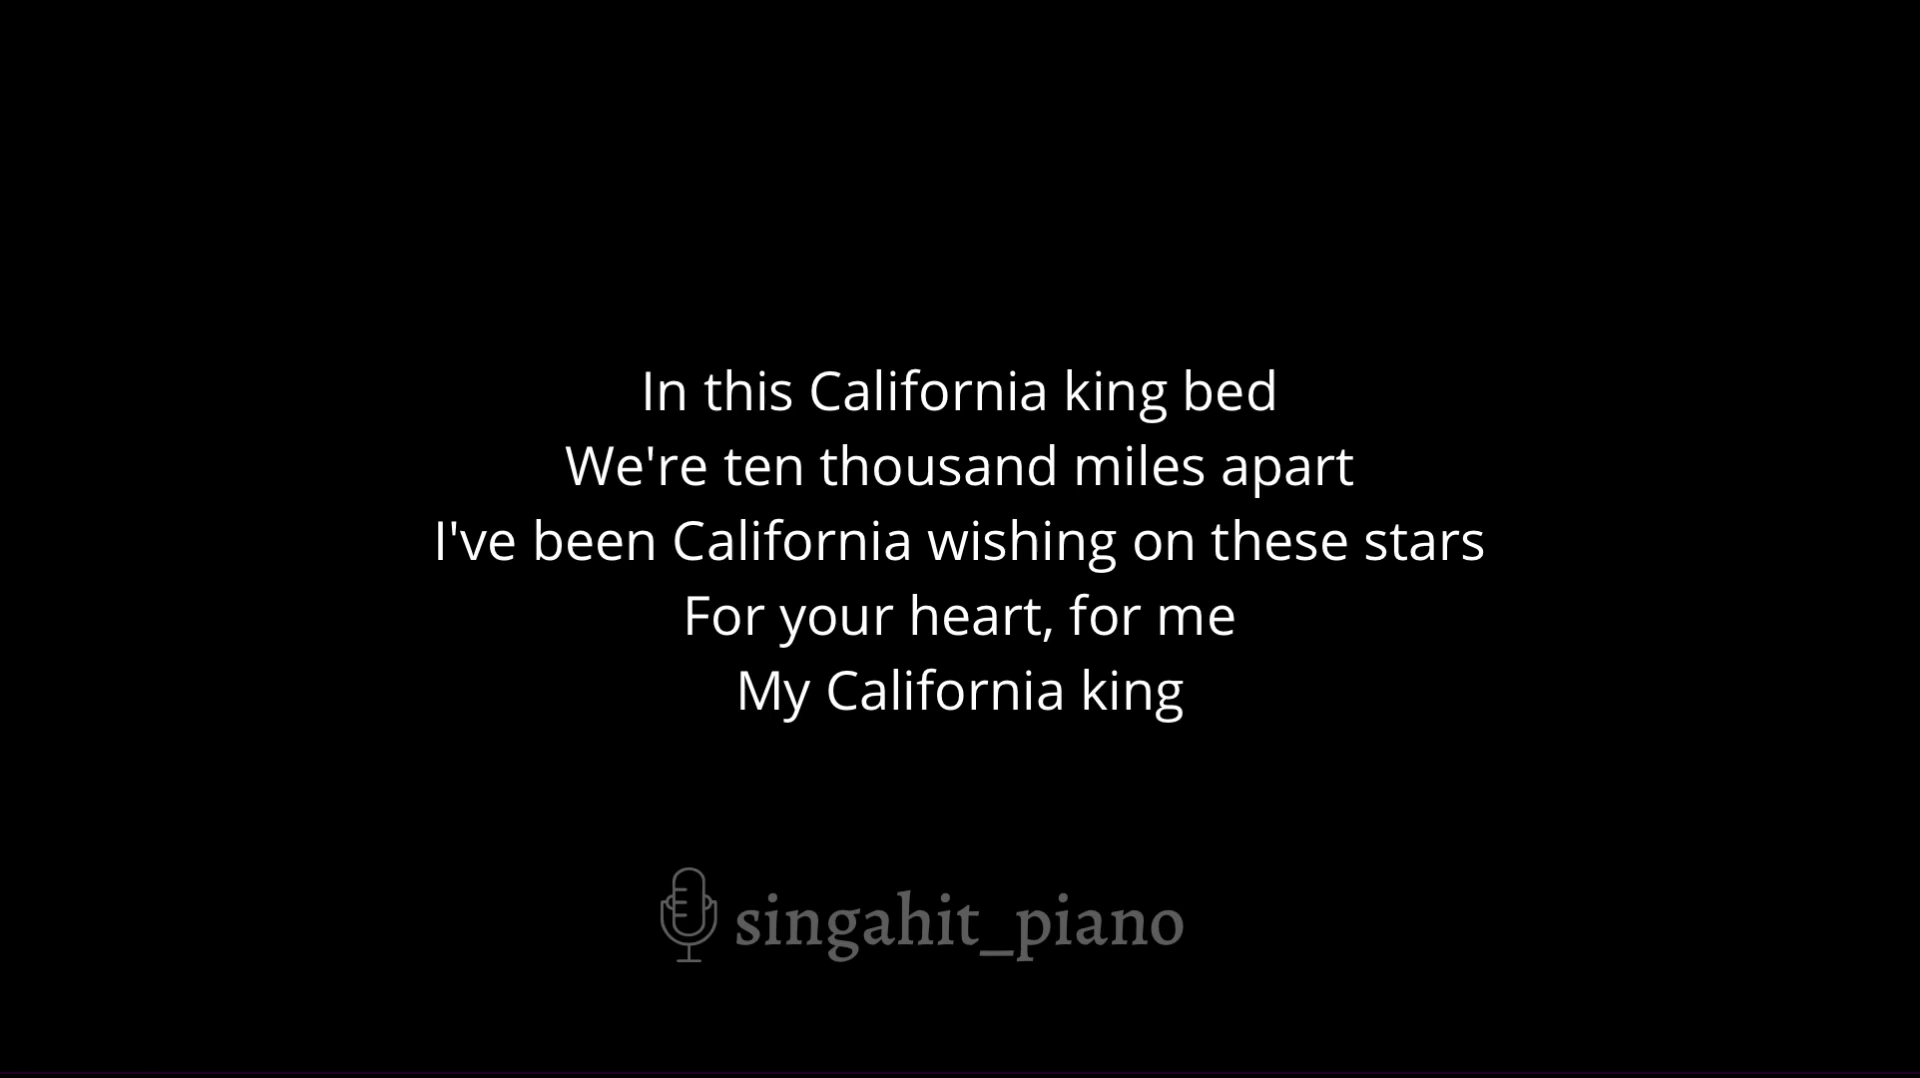 In this California king bed
We're ten thousand miles apart
I've been California wishing on these stars
For your heart, for me
My California king
singahit_piano